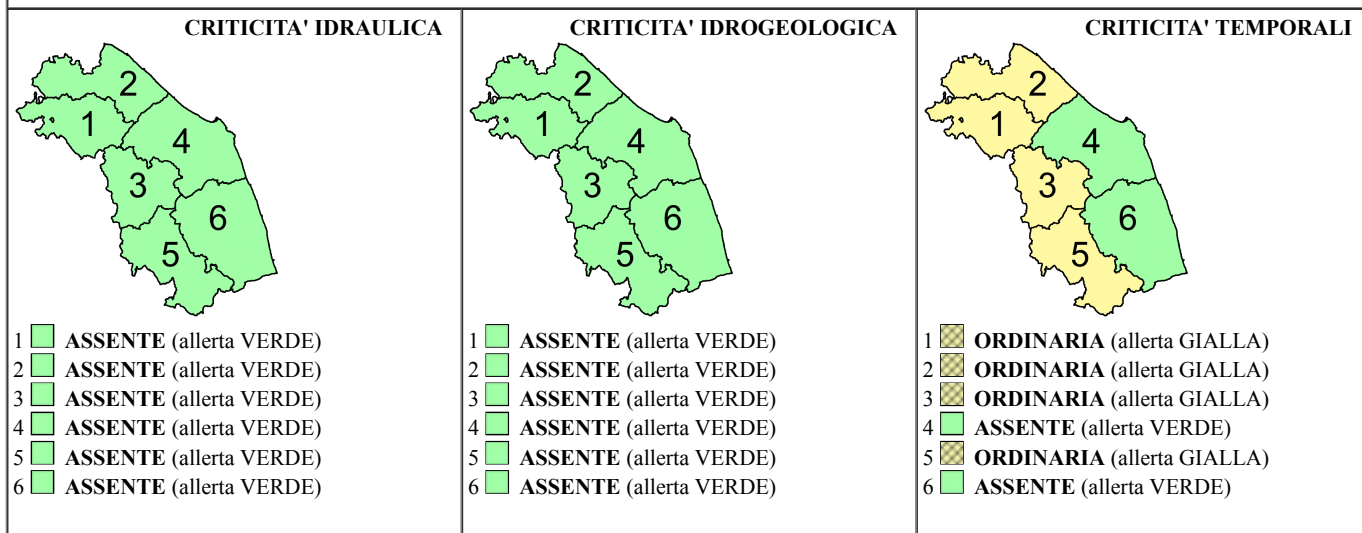 CRITICITA' IDRAULICA
2
1
4
3
6
5
1 ASSENTE (allerta VERDE)
2 ASSENTE (allerta VERDE)
3 ASSENTE (allerta VERDE)
4 ASSENTE (allerta VERDE)
5 ASSENTE (allerta VERDE)
6 ASSENTE (allerta VERDE)
CRITICITA' IDROGEOLOGICA
2
1
4
3
6
5
1 ASSENTE (allerta VERDE)
2 ASSENTE (allerta VERDE)
3 ASSENTE (allerta VERDE)
4 ASSENTE (allerta VERDE)
5 ASSENTE (allerta VERDE)
6 ASSENTE (allerta VERDE)
CRITICITA' TEMPORALI
2
1
4
3
6
5
1 ORDINARIA (allerta GIALLA)
2 ORDINARIA (allerta GIALLA)
3 ORDINARIA (allerta GIALLA)
4 ASSENTE (allerta VERDE)
5 ORDINARIA (allerta GIALLA)
6 ASSENTE (allerta VERDE)